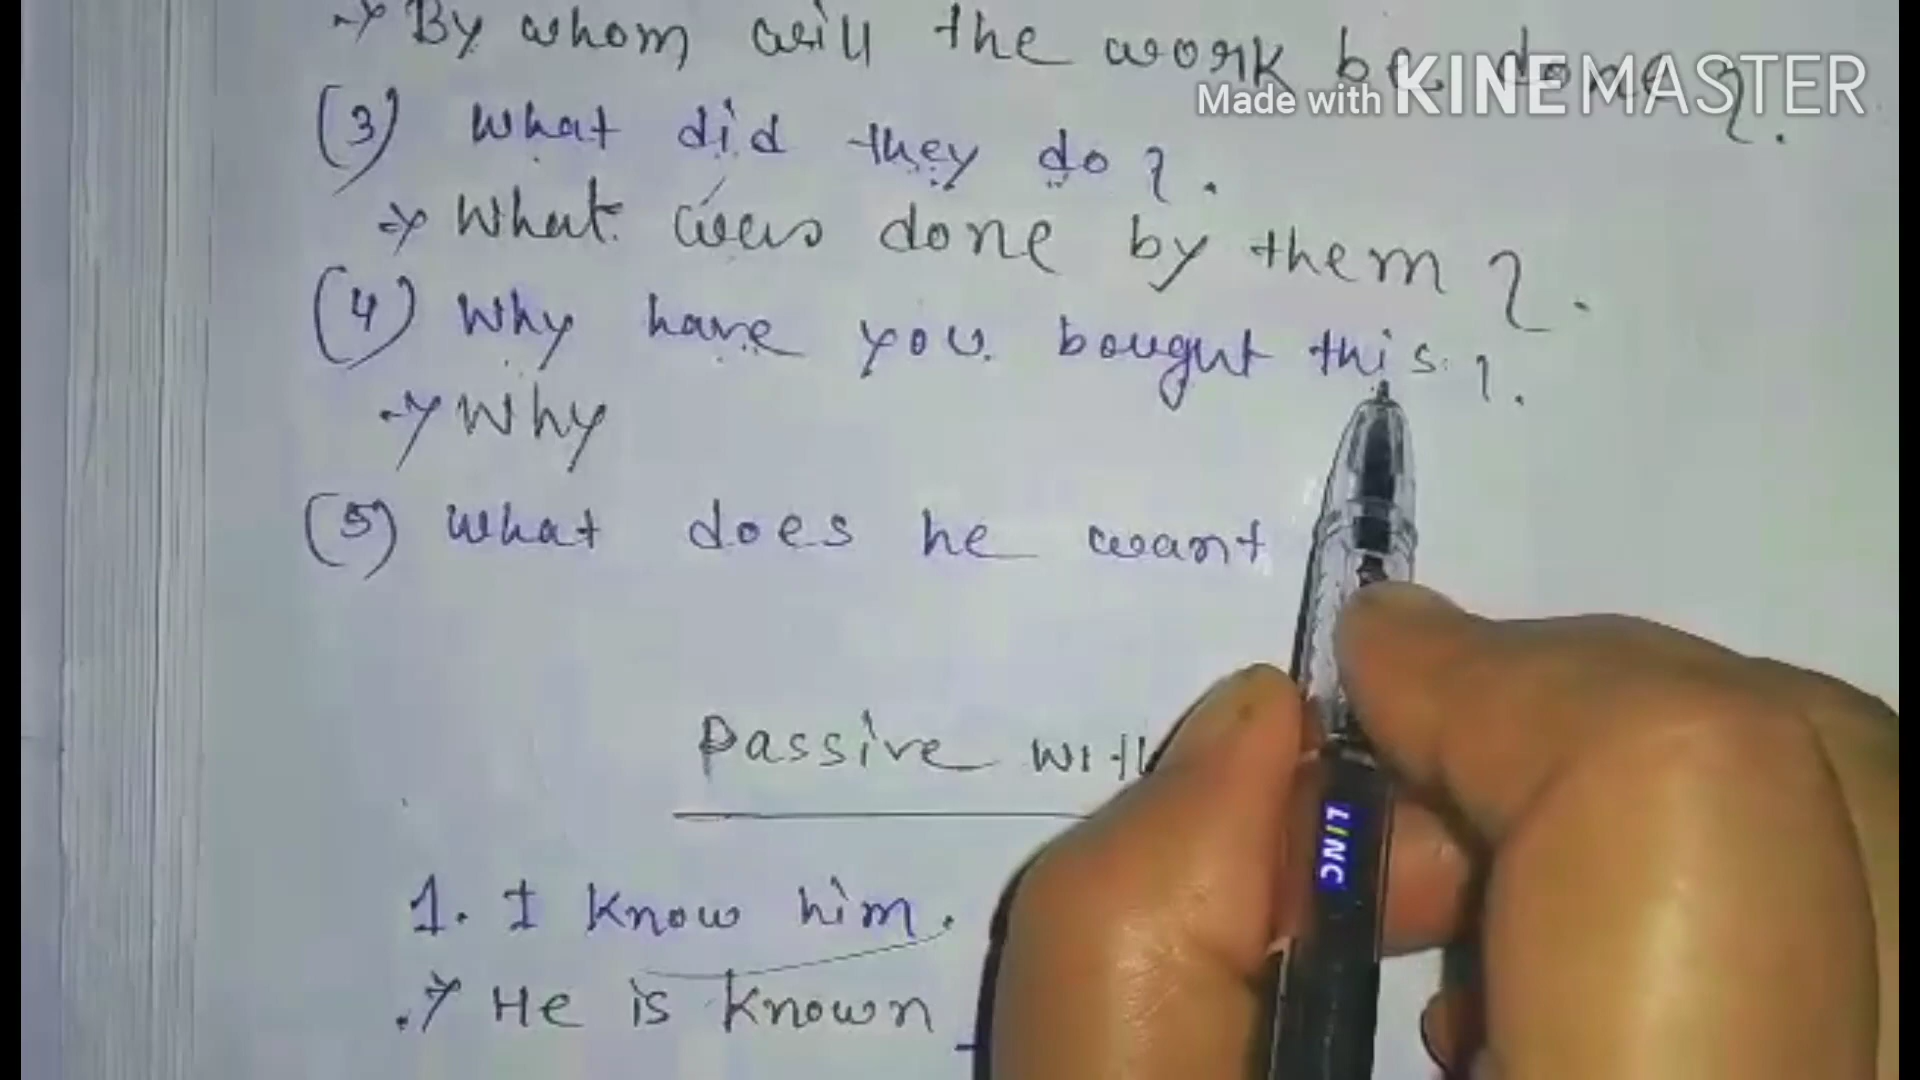 → By whom will the work be done ?.
Made with KINEMASTER
(3) What did they do ?.
→ What was done by them ?.
(4) Why have you bought this ?.
→ Why
(5) What does he want
Passive with
1. I know him.
→ He is known
LINC